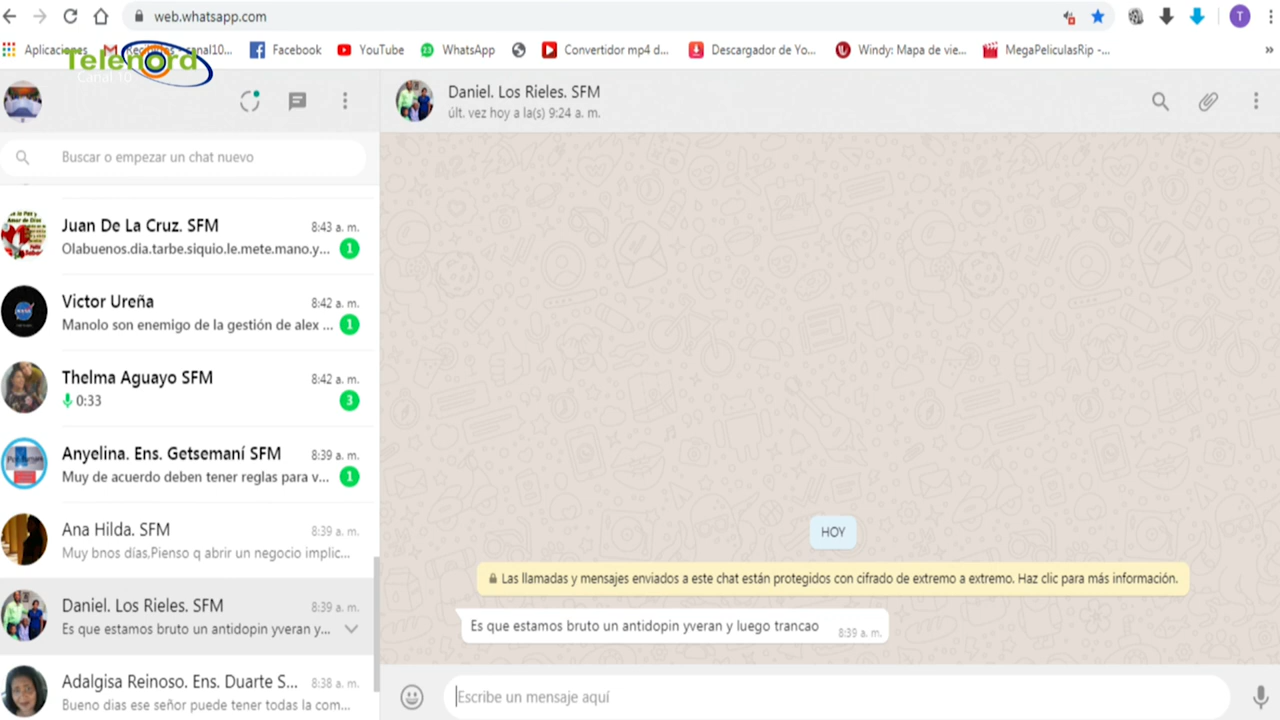 web.whatsapp.com
T
Aplicaciones
canal10...
Facebook
YouTube
WhatsApp
Convertidor mp4 d...
Descargador de Yo...
Windy: Mapa de vie...
MegaPeliculasRip -...
»
Telenord
Canal 10
Buscar o empezar un chat nuevo
Juan De La Cruz. SFM
8:43 a. m.
Olabuenos.dia.tarbe.siquio.le.mete.mano.y...
1
Victor Ureña
8:42 a. m.
Manolo son enemigo de la gestión de alex ...
1
Thelma Aguayo SFM
8:42 a. m.
0:33
3
Anyelina. Ens. Getsemaní SFM
8:39 a. m.
Muy de acuerdo deben tener reglas para v...
1
Ana Hilda. SFM
8:39 a. m.
Muy bnos días,Pienso q abrir un negocio implic...
Daniel. Los Rieles. SFM
8:39 a. m.
Es que estamos bruto un antidopin yveran y...
Adalgisa Reinoso. Ens. Duarte S...
8:38 a. m.
Bueno dias ese señor puede tener todas la com...
Daniel. Los Rieles. SFM
últ. vez hoy a la(s) 9:24 a. m.
HOY
Las llamadas y mensajes enviados a este chat están protegidos con cifrado de extremo a extremo. Haz clic para más información.
Es que estamos bruto un antidopin yveran y luego trancao
8:39 a. m.
Escribe un mensaje aquí